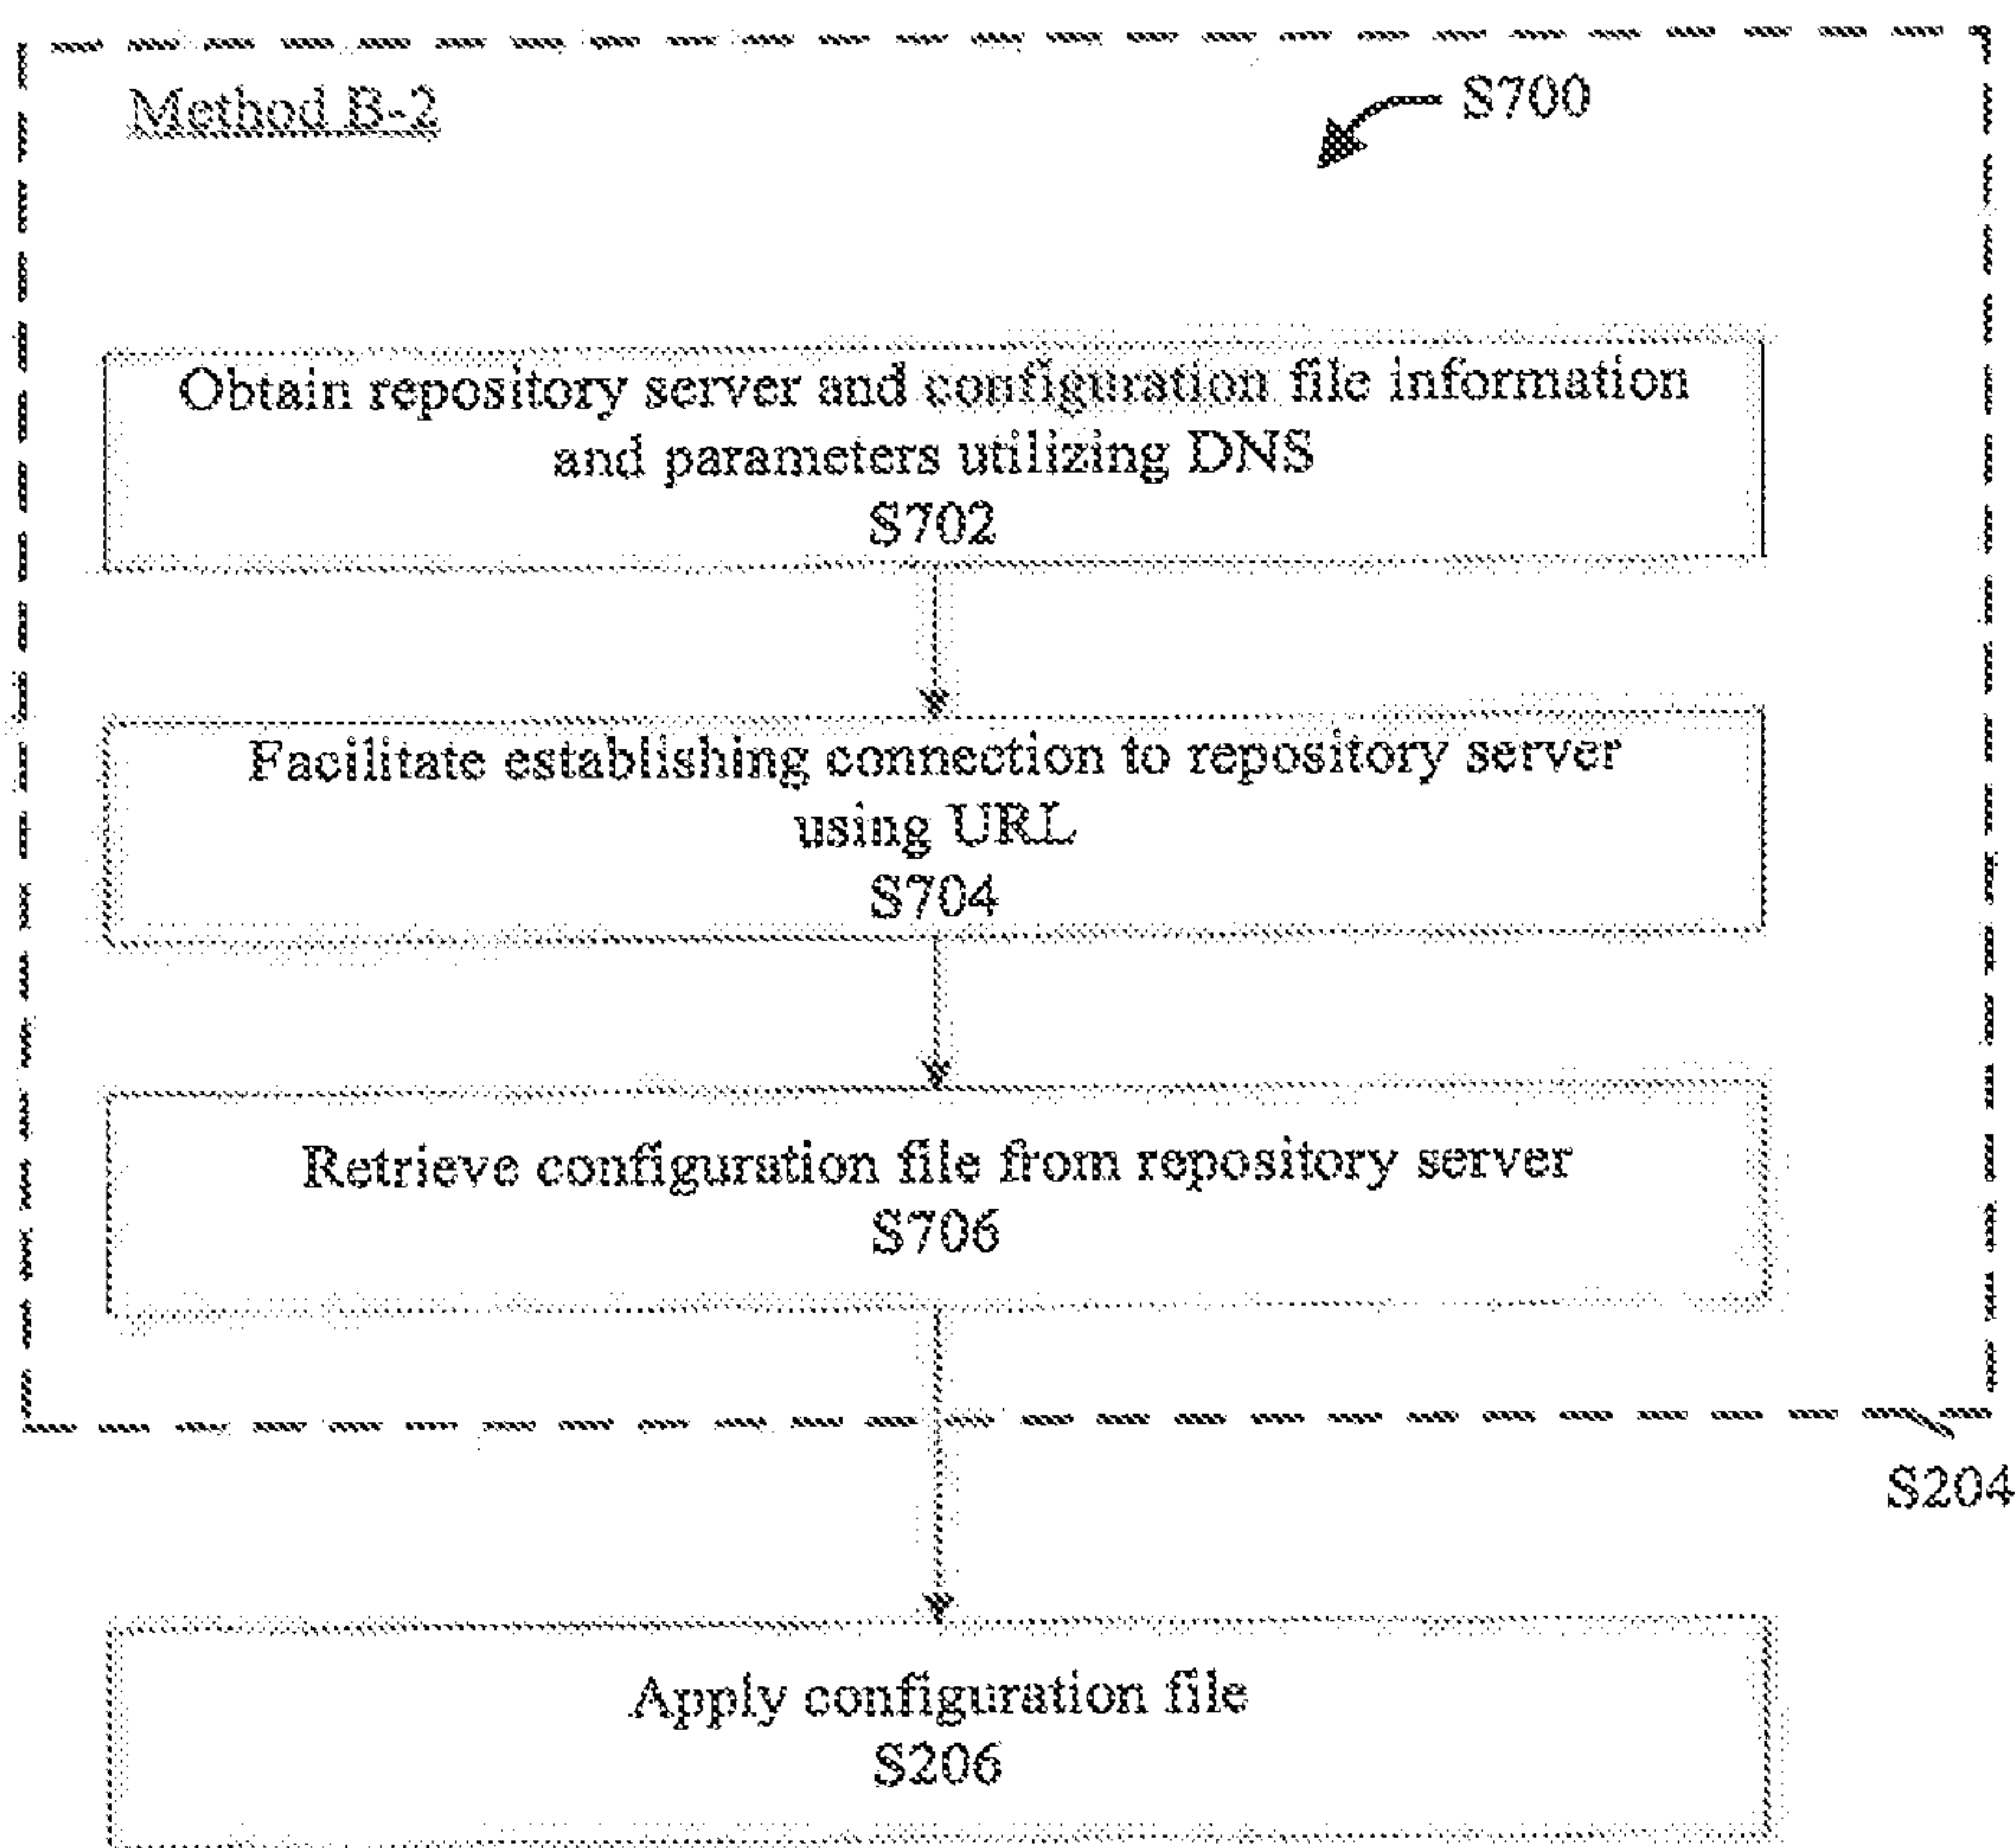 Method B-2
S700
Obtain repository server and configuration file information
and parameters utilizing DNS
S702
Facilitate establishing connection to repository server
using URL
S704
Retrieve configuration file from repository server
S706
S204
Apply configuration file
S206